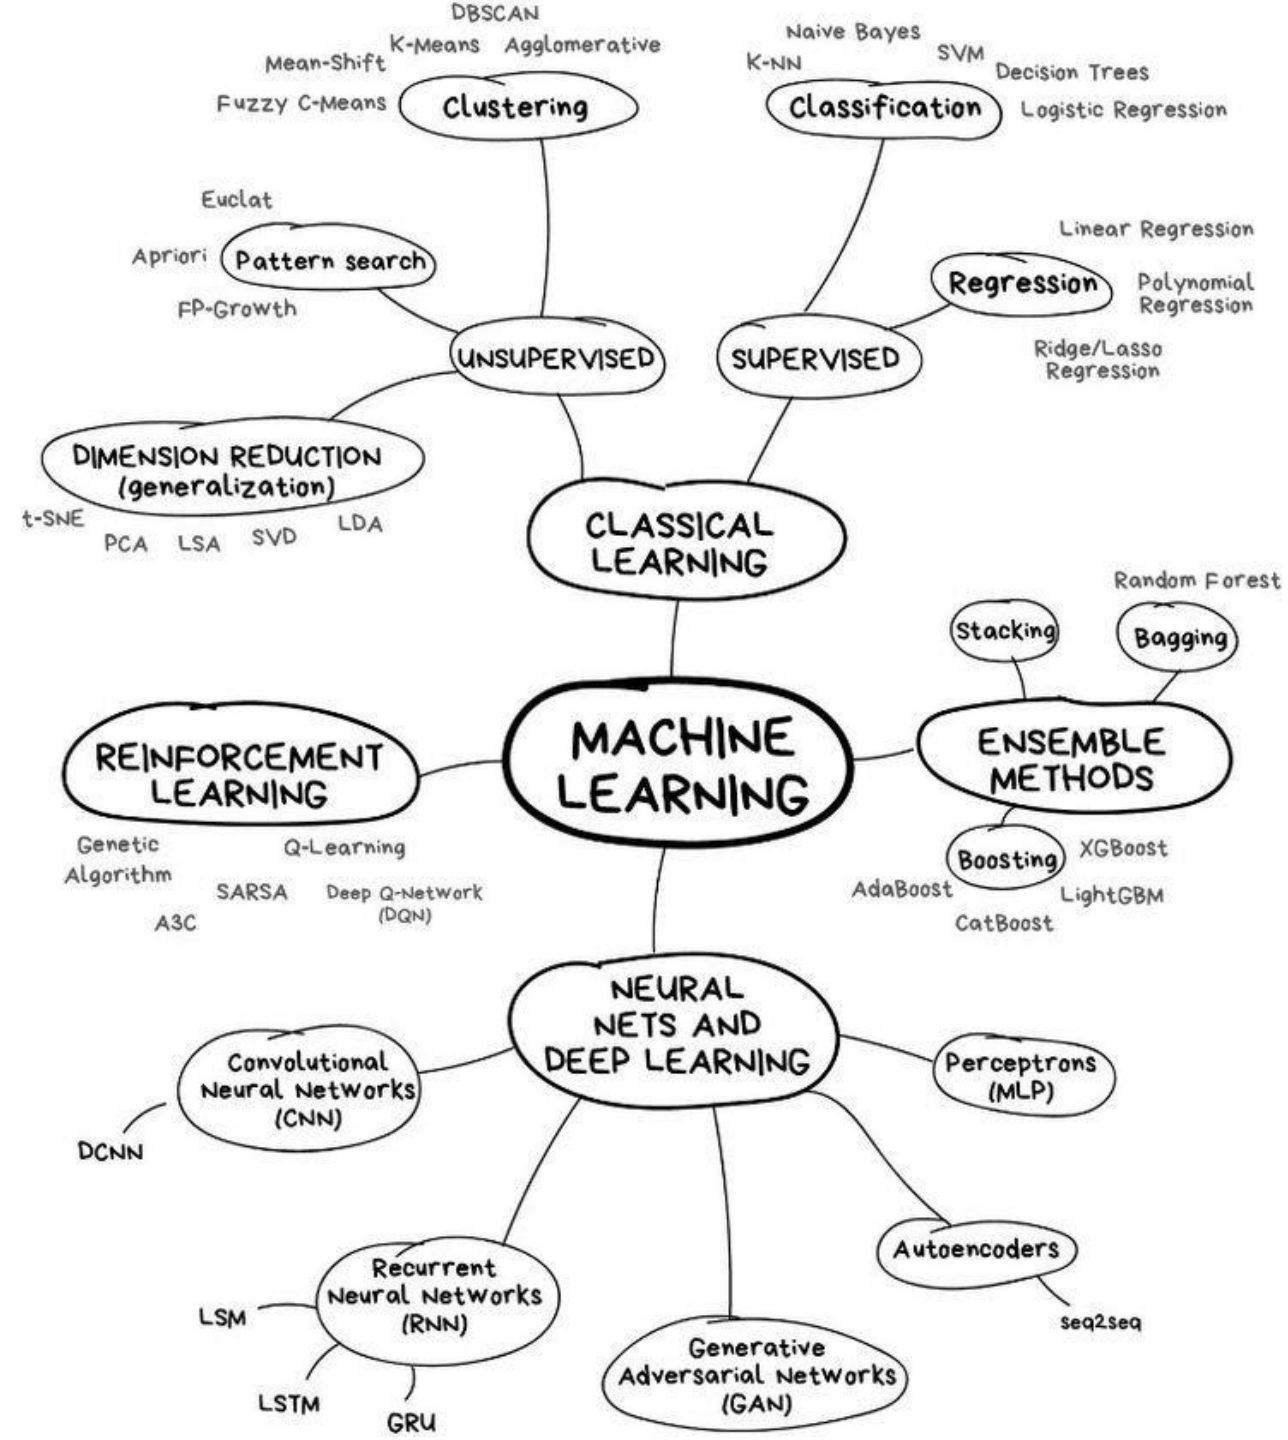 DBSCAN
K-Means
Agglomerative
Mean-Shift
Fuzzy C-Means
Clustering
Naive Bayes
K-NN
SVM
Decision Trees
Classification
Logistic Regression
Euclat
Apriori
Pattern search
FP-Growth
Linear Regression
Regression
Polynomial
Regression
Ridge/Lasso
Regression
UNSUPERVISED
SUPERVISED
DIMENSION REDUCTION
(generalization)
t-SNE
PCA
LSA
SVD
LDA
CLASSICAL
LEARNING
Random Forest
Stacking
Bagging
MACHINE
LEARNING
REINFORCEMENT
LEARNING
ENSEMBLE
METHODS
Genetic
Algorithm
Q-Learning
SARSA
Deep Q-Network
(DQN)
A3C
Boosting
XGBoost
AdaBoost
LightGBM
CatBoost
NEURAL
NETS AND
DEEP LEARNING
Convolutional
Neural Networks
(CNN)
DCNN
Perceptrons
(MLP)
Recurrent
Neural Networks
(RNN)
LSM
LSTM
GRU
Generative
Adversarial Networks
(GAN)
Autoencoders
seq2seq